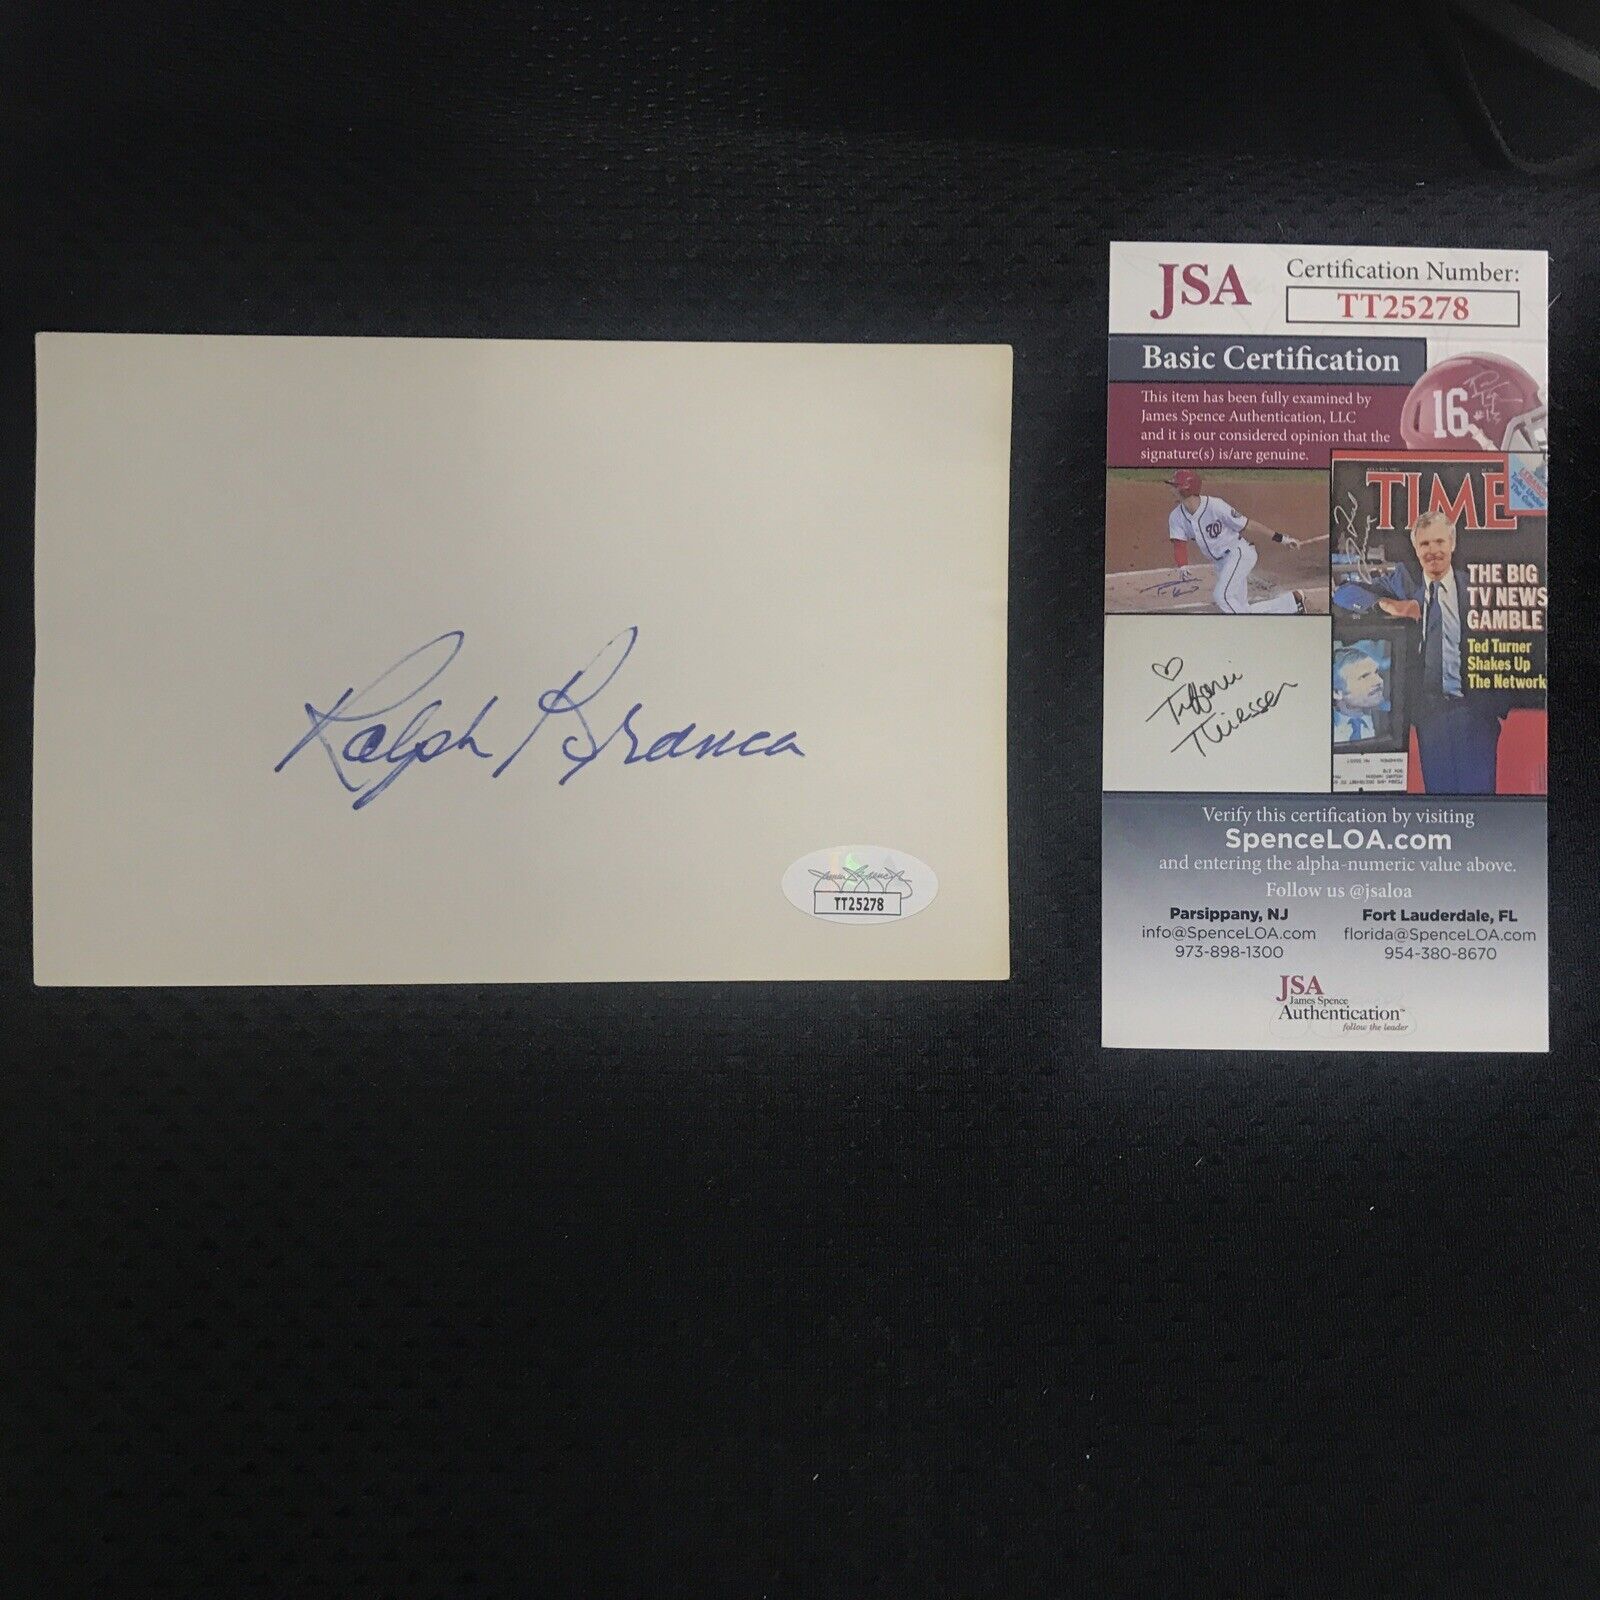 Ralph Branca
TT25278
JSA
Certification Number:
TT25278
Basic Certification
This item has been fully examined by
James Spence Authentication, LLC
and it is our considered opinion that the
signature(s) is/are genuine.
16
#16
TIME
THE BIG
TV NEWS
GAMBLE
Ted Turner
Shakes Up
The Network
Tiffani
Thiessen
Verify this certification by visiting
SpenceLOA.com
and entering the alpha-numeric value above.
Follow us @jsaloa
Parsippany, NJ
info@SpenceLOA.com
973-898-1300
Fort Lauderdale, FL
florida@SpenceLOA.com
954-380-8670
JSA
James Spence
Authentication™
follow the leader